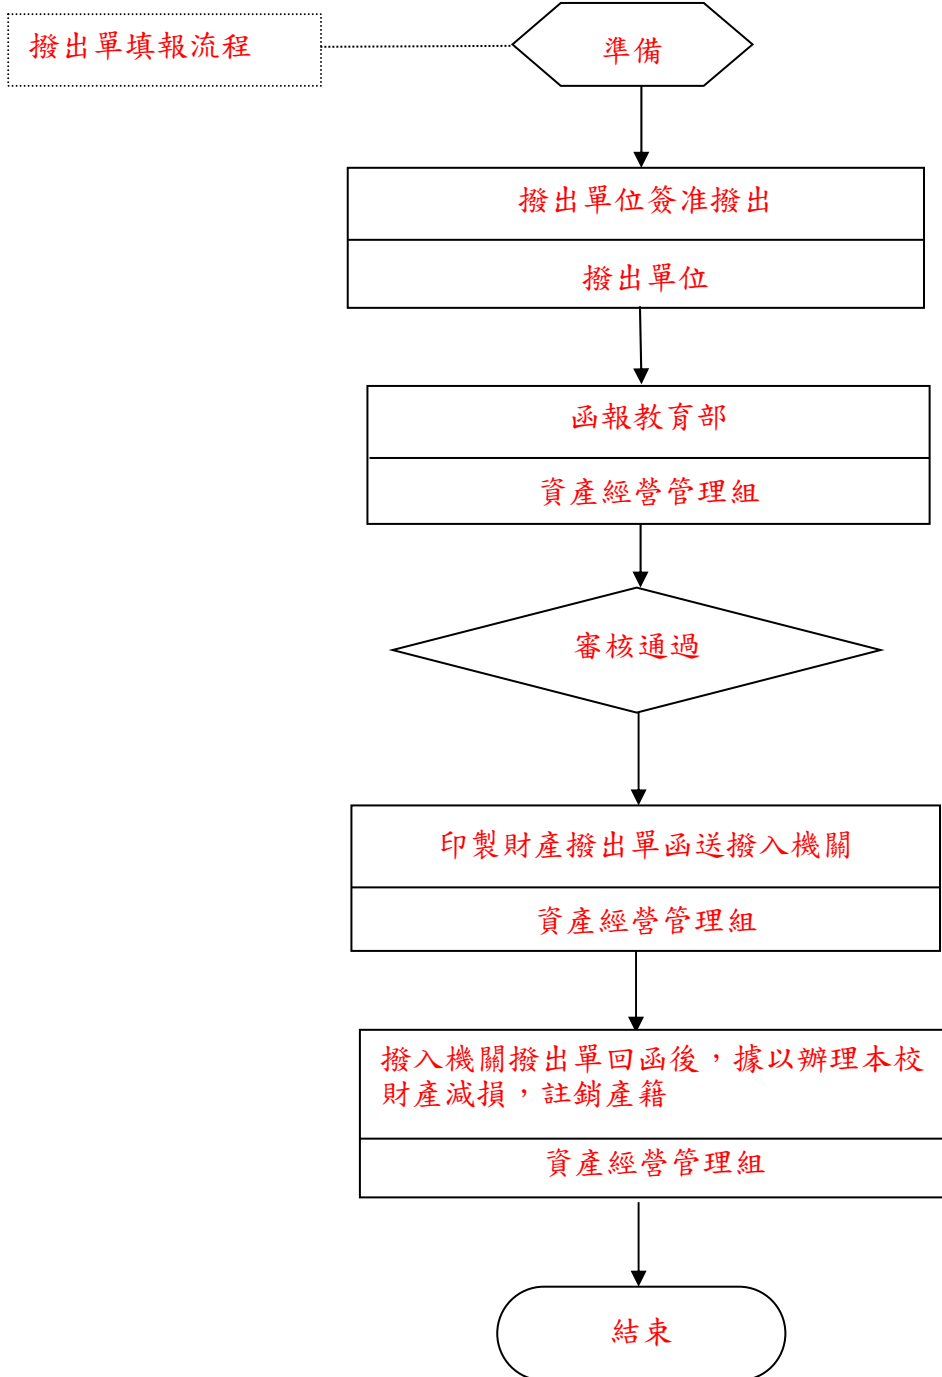 撥出單填報流程
準備
撥出單位簽准撥出
撥出單位
函報教育部
資產經營管理組
審核通過
印製財產撥出單函送撥入機關
資產經營管理組
撥入機關撥出單回函後，據以辦理本校
財產減損，註銷產籍
資產經營管理組
結束